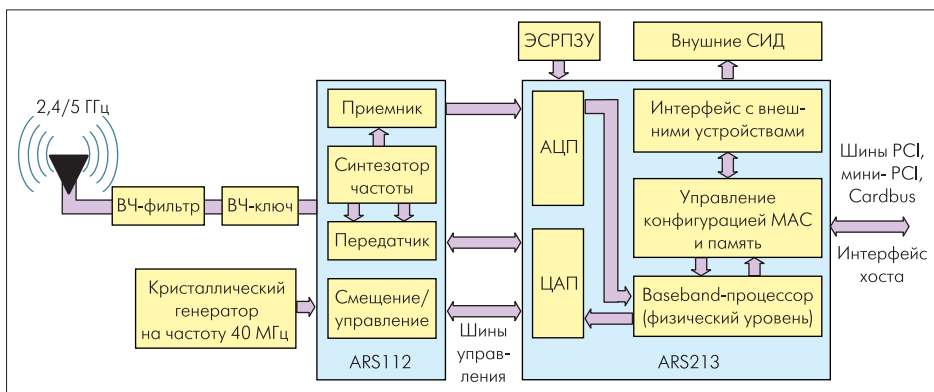 ЭСРПЗУ
Внушние СИД
2,4/5 ГГц
Приемник
АЦП
Интерфейс с внеш-
ними устройствами
Синтезатор
частоты
Шины PCI,
мини- PCI,
Cardbus
ВЧ-фильтр
ВЧ-ключ
Управление
конфигурацией МАС
и память
Передатчик
Интерфейс
хоста
Кристаллический
генератор
на частоту 40 МГц
Смещение/
управление
ЦАП
Baseband-процессор
(физический уровень)
Шины
управ-
ления
ARS112
ARS213